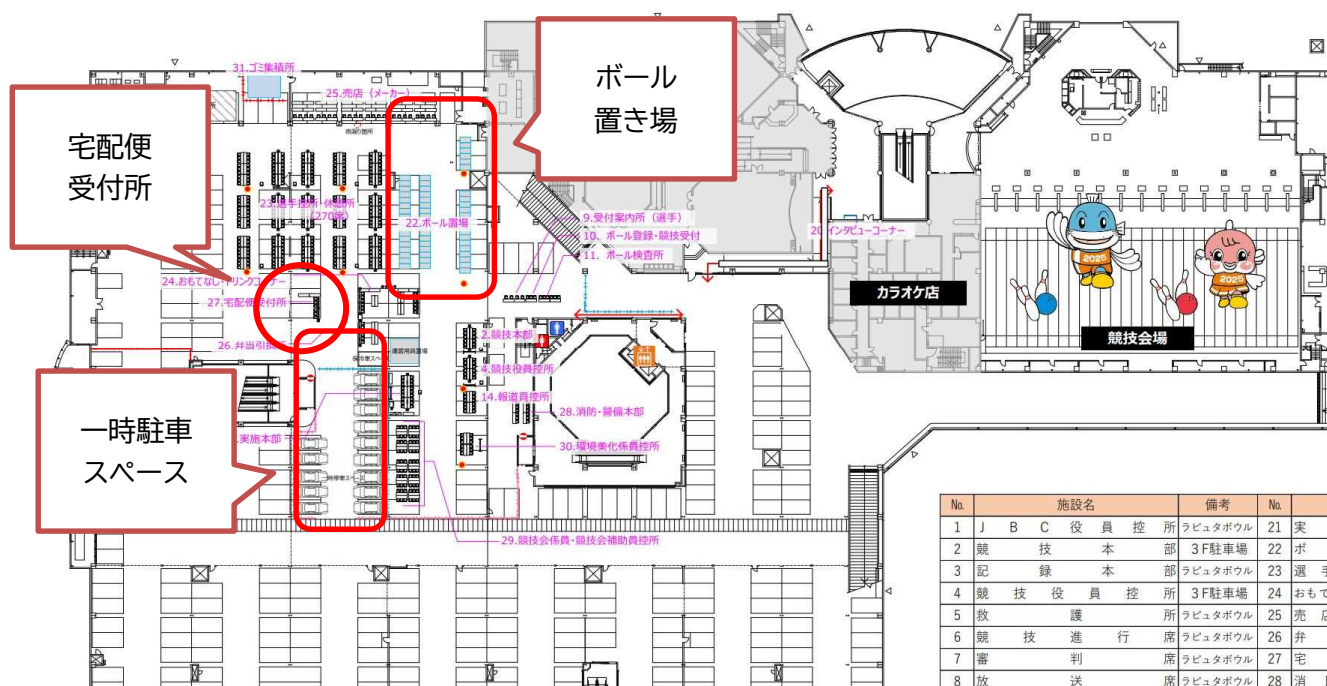 宅配便
受付所
ボール
置き場
一時駐車
スペース
31.ゴミ集積所
25.売店（メーカー）
雨漏り箇所
23.選手控所・休憩所
(270席)
22.ボール置場
9.受付案内所（選手）
10、ボール登録・競技受付
11、ボール検査所
20.インタビューコーナー
カラオケ店
2025
2025
競技会場
24.おもてなし・ドリンクコーナー
27.宅配便受付所
26.弁当引換所
運営用具置場
2.競技本部
4.競技役員控所
14.報道員控所
28.消防・警備本部
30.環境美化係員控所
.実施本部
29.競技会係員・競技会補助員控所
No. 施設名 備考 No.
1 JBC役員控所 ラピュタボウル 21 実
2 競技本部 3F駐車場 22 ボ
3 記録本部 ラピュタボウル 23 選手
4 競技役員控所 3F駐車場 24 おもて
5 救護所 ラピュタボウル 25 売店
6 競技進行席 ラピュタボウル 26 弁
7 審判席 ラピュタボウル 27 宅
8 放送席 ラピュタボウル 28 消